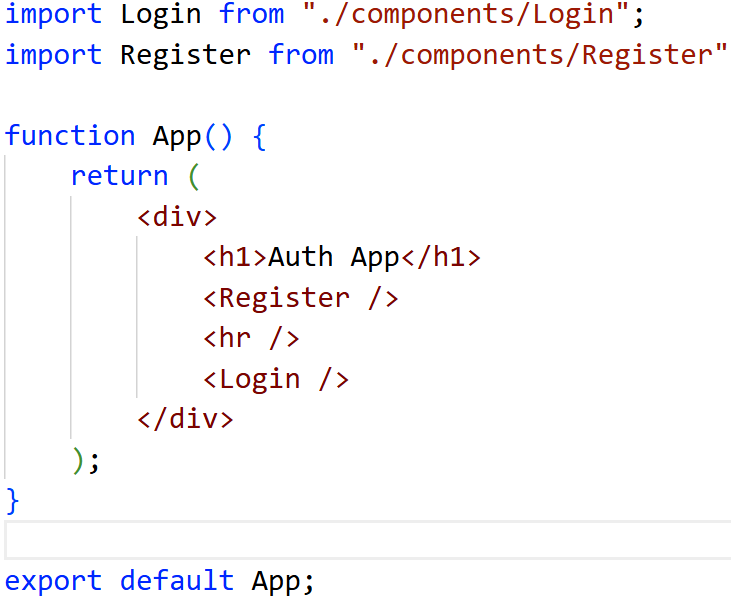 import Login from "./components/Login";
import Register from "./components/Register"
function App() {
    return (
        <div>
            <h1>Auth App</h1>
            <Register />
            <hr />
            <Login />
        </div>
    );
}
export default App;